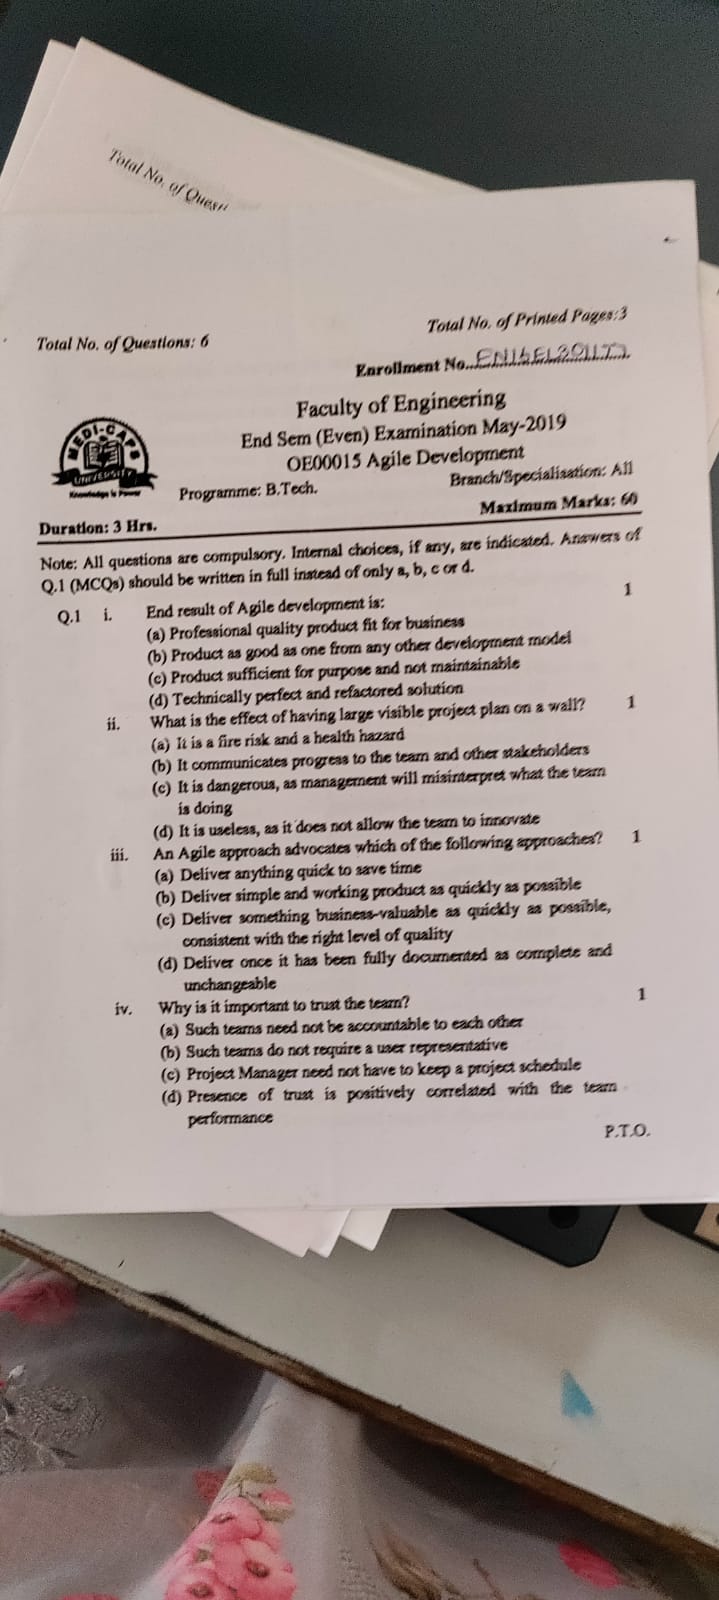 Total No. of Questi
Total No. of Questions: 6
Total No. of Printed Pages:3
Enrollment No.
Faculty of Engineering
End Sem (Even) Examination May-2019
OE00015 Agile Development
Programme: B.Tech.
Branch/Specialisation: All
MEDI-CAPS
UNIVERSITY
Knowledge is Power
Duration: 3 Hrs.
Maximum Marks: 60
Note: All questions are compulsory. Internal choices, if any, are indicated. Answers of
Q.1 (MCQs) should be written in full instead of only a, b, c or d.
Q.1 i. End result of Agile development is: 1
(a) Professional quality product fit for business
(b) Product as good as one from any other development model
(c) Product sufficient for purpose and not maintainable
(d) Technically perfect and refactored solution
ii. What is the effect of having large visible project plan on a wall? 1
(a) It is a fire risk and a health hazard
(b) It communicates progress to the team and other stakeholders
(c) It is dangerous, as management will misinterpret what the team
is doing
(d) It is useless, as it does not allow the team to innovate
iii. An Agile approach advocates which of the following approaches? 1
(a) Deliver anything quick to save time
(b) Deliver simple and working product as quickly as possible
(c) Deliver something business-valuable as quickly as possible,
consistent with the right level of quality
(d) Deliver once it has been fully documented as complete and
unchangeable
iv. Why is it important to trust the team? 1
(a) Such teams need not be accountable to each other
(b) Such teams do not require a user representative
(c) Project Manager need not have to keep a project schedule
(d) Presence of trust is positively correlated with the team
performance
P.T.O.